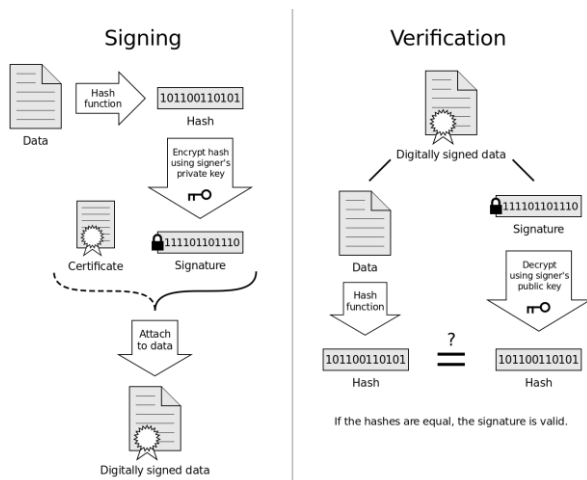 Signing
Hash
function
101100110101
Data
Hash
Encrypt hash
using signer's
private key
111101101110
Certificate
Signature
Attach
to data
Digitally signed data
Verification
Digitally signed data
111101101110
Signature
Data
Hash
function
Decrypt
using signer's
public key
?
101100110101
=
101100110101
Hash
Hash
If the hashes are equal, the signature is valid.